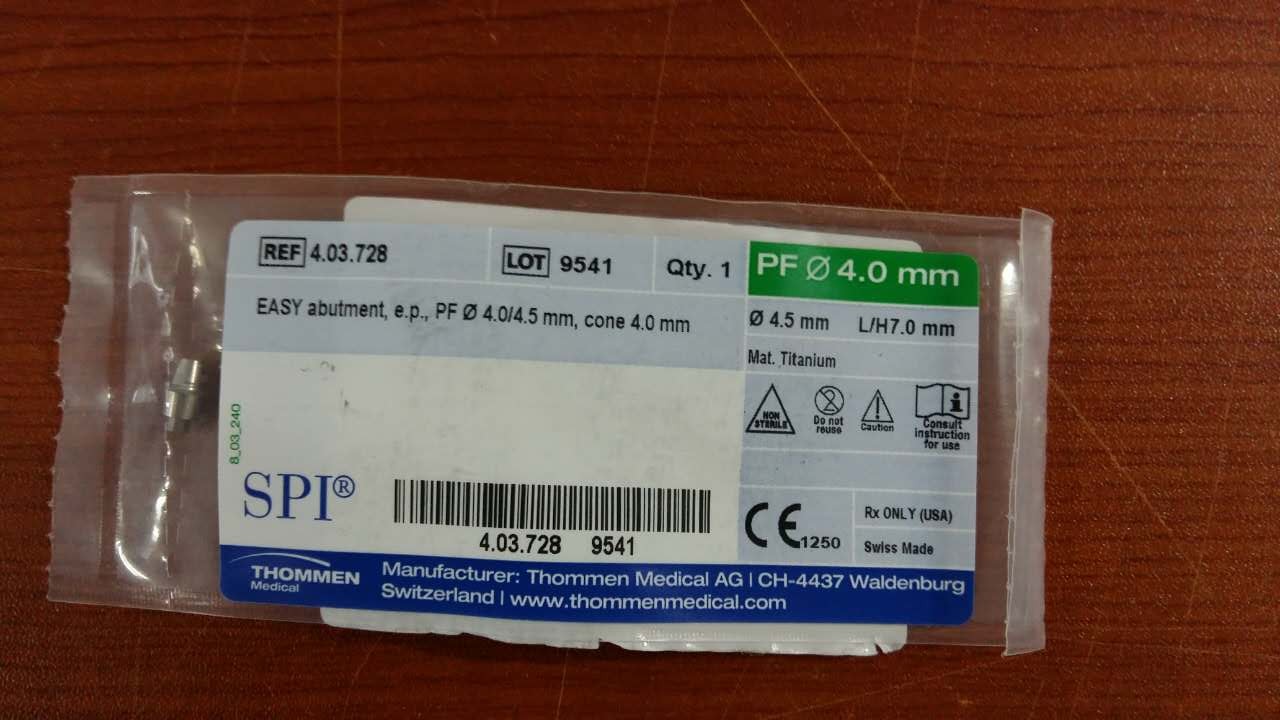 REF 4.03.728
LOT 9541
Qty. 1
PF Ø 4.0 mm
EASY abutment, e.p., PF Ø 4.0/4.5 mm, cone 4.0 mm
Ø 4.5 mm L/H7.0 mm
Mat. Titanium
NON
STERILE
2
Do not
reuse
Caution
i
Consult
instruction
for use
8_03_240
SPI®
4.03.728 9541
CE 1250
Rx ONLY (USA)
Swiss Made
THOMMEN
Medical
Manufacturer: Thommen Medical AG | CH-4437 Waldenburg
Switzerland | www.thommenmedical.com